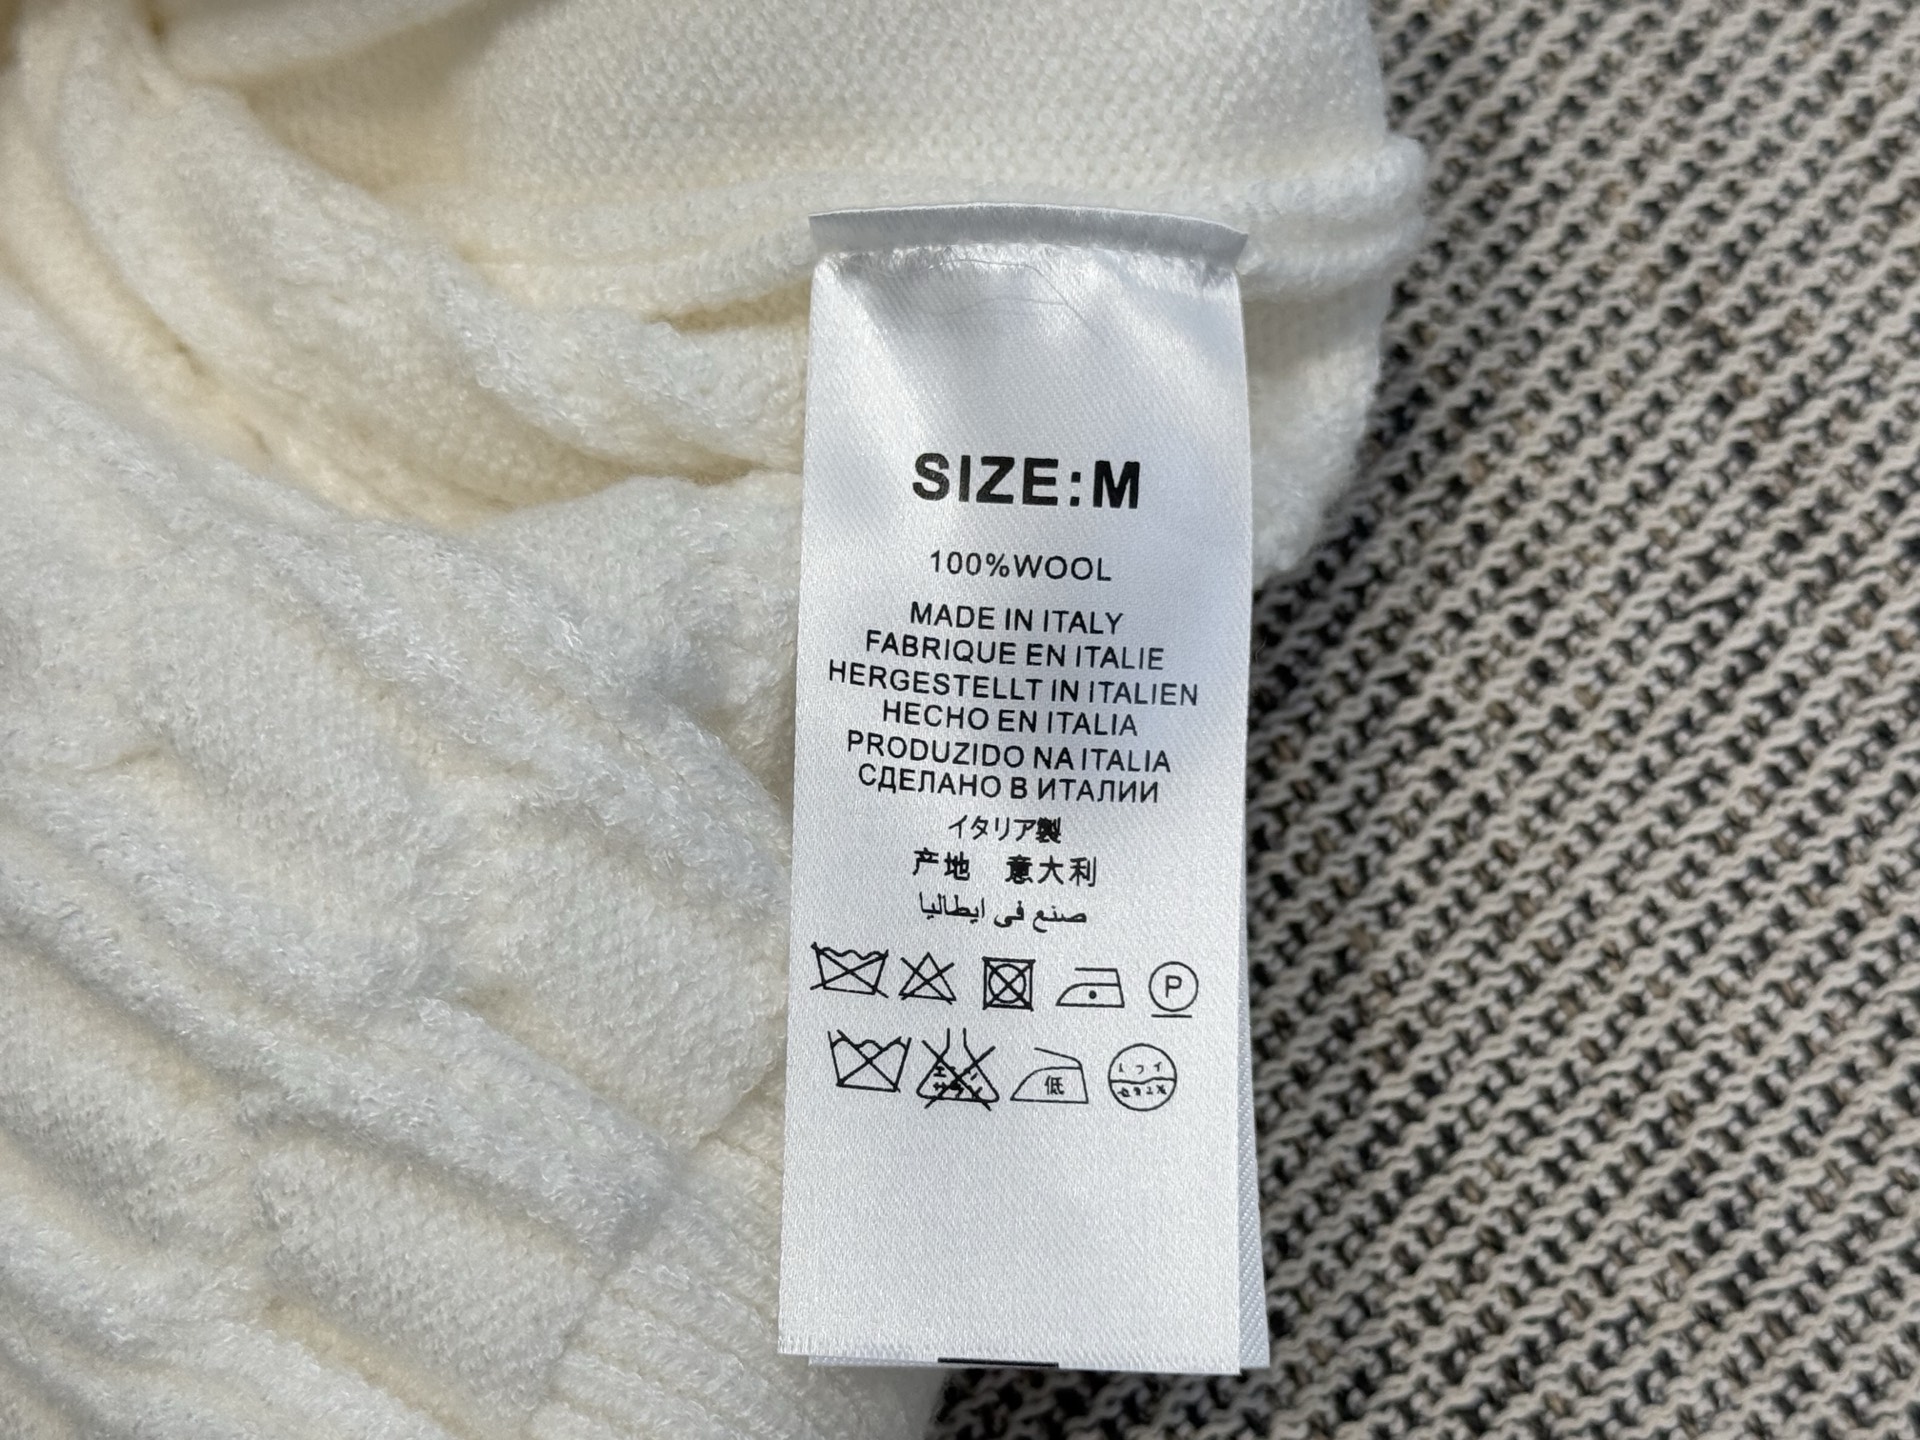 SIZE:M
100%WOOL
MADE IN ITALY
FABRIQUE EN ITALIE
HERGESTELLT IN ITALIEN
HECHO EN ITALIA
PRODUZIDO NA ITALIA
СДЕЛАНО В ИТАЛИИ
イタリア製
产地　意大利
صنع في ايطاليا
P
低